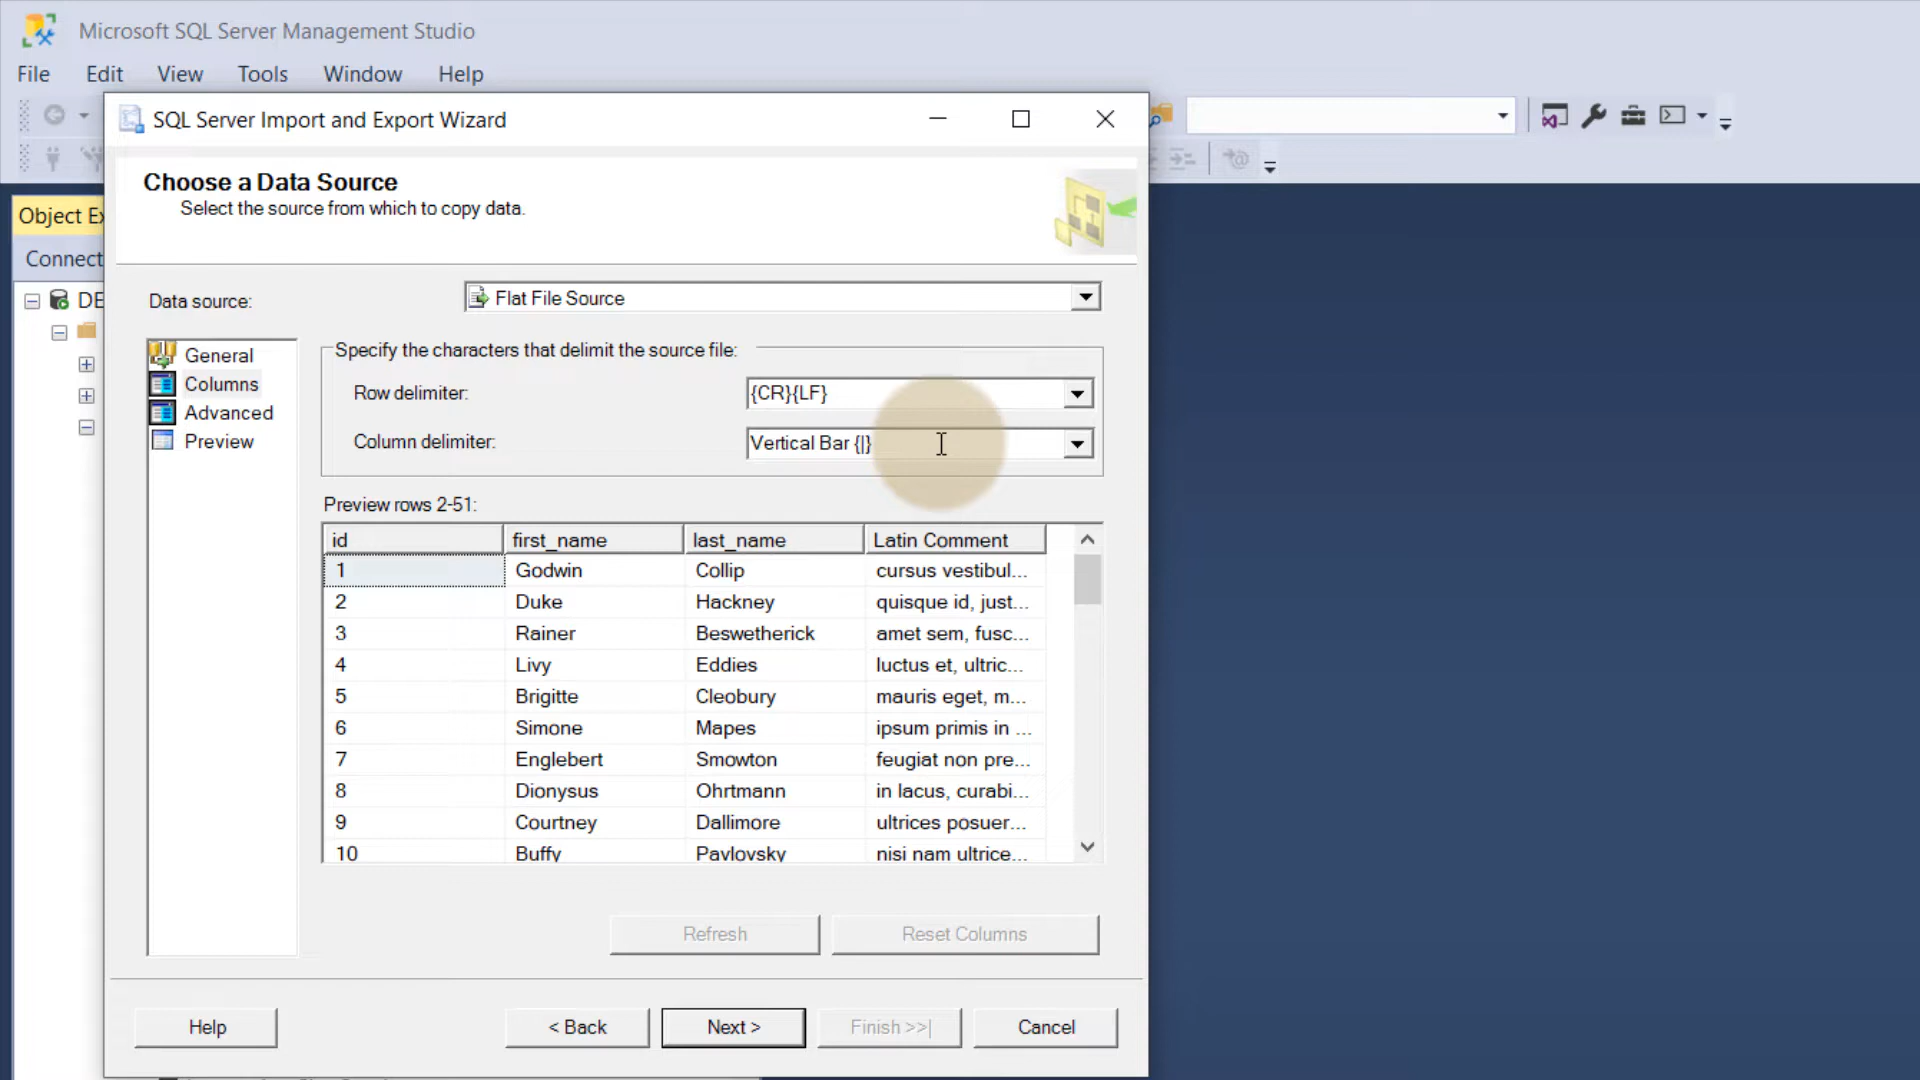 Microsoft SQL Server Management Studio
File Edit View Tools Window Help
SQL Server Import and Export Wizard
Choose a Data Source
Select the source from which to copy data.
Object Ex
Connect
DE
Data source: Flat File Source
General
Columns
Advanced
Preview
Specify the characters that delimit the source file:
Row delimiter: {CR}{LF}
Column delimiter: Vertical Bar {|}
Preview rows 2-51:
id first_name last_name Latin Comment
1 Godwin Collip cursus vestibul...
2 Duke Hackney quisque id, just...
3 Rainer Beswetherick amet sem, fusc...
4 Livy Eddies luctus et, ultric...
5 Brigitte Cleobury mauris eget, m...
6 Simone Mapes ipsum primis in ...
7 Englebert Smowton feugiat non pre...
8 Dionysus Ohrtmann in lacus, curabi...
9 Courtney Dallimore ultrices posuer...
10 Buffy Pavlovsky nisi nam ultrice...
Refresh Reset Columns
Help < Back Next > Finish >>| Cancel